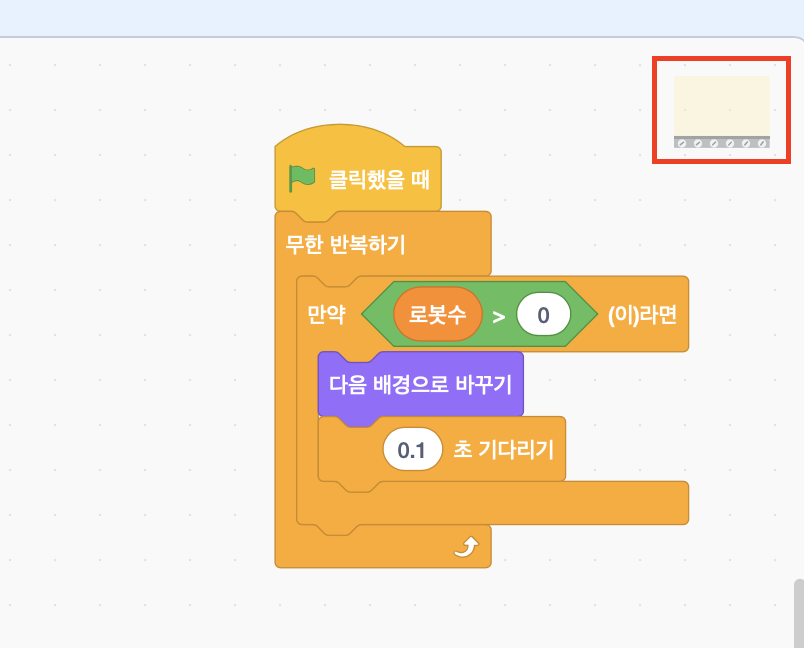 클릭했을 때
무한 반복하기
만약 로봇수 > 0 (이)라면
다음 배경으로 바꾸기
0.1 초 기다리기